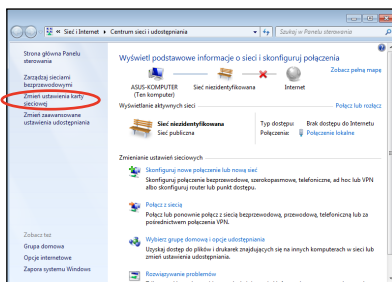 « Sieć i Internet ▸ Centrum sieci i udostępniania
Szukaj w Panelu sterowania
Strona główna Panelu
sterowania
Zarządzaj sieciami
bezprzewodowymi
Zmień ustawienia karty
sieciowej
Zmień zaawansowane
ustawienia udostępniania
Wyświetl podstawowe informacje o sieci i skonfiguruj połączenia
Zobacz pełną mapę
ASUS-KOMPUTER
(Ten komputer)
Sieć niezidentyfikowana
Internet
Wyświetlanie aktywnych sieci
Połącz lub rozłącz
Sieć niezidentyfikowana
Sieć publiczna
Typ dostępu: Brak dostępu do Internetu
Połączenia: Połączenie lokalne
Zmienianie ustawień sieciowych
Skonfiguruj nowe połączenie lub nową sieć
Skonfiguruj połączenie bezprzewodowe, szerokopasmowe, telefoniczne, ad hoc lub VPN
albo skonfiguruj router lub punkt dostępu.
Połącz z siecią
Połącz lub ponownie połącz z siecią bezprzewodową, przewodową, telefoniczną lub za
pośrednictwem połączenia VPN.
Wybierz grupę domową i opcje udostępniania
Uzyskaj dostęp do plików i drukarek znajdujących się na innych komputerach w sieci lub
zmień ustawienia udostępniania.
Rozwiązywanie problemów
Zobacz też
Grupa domowa
Opcje internetowe
Zapora systemu Windows